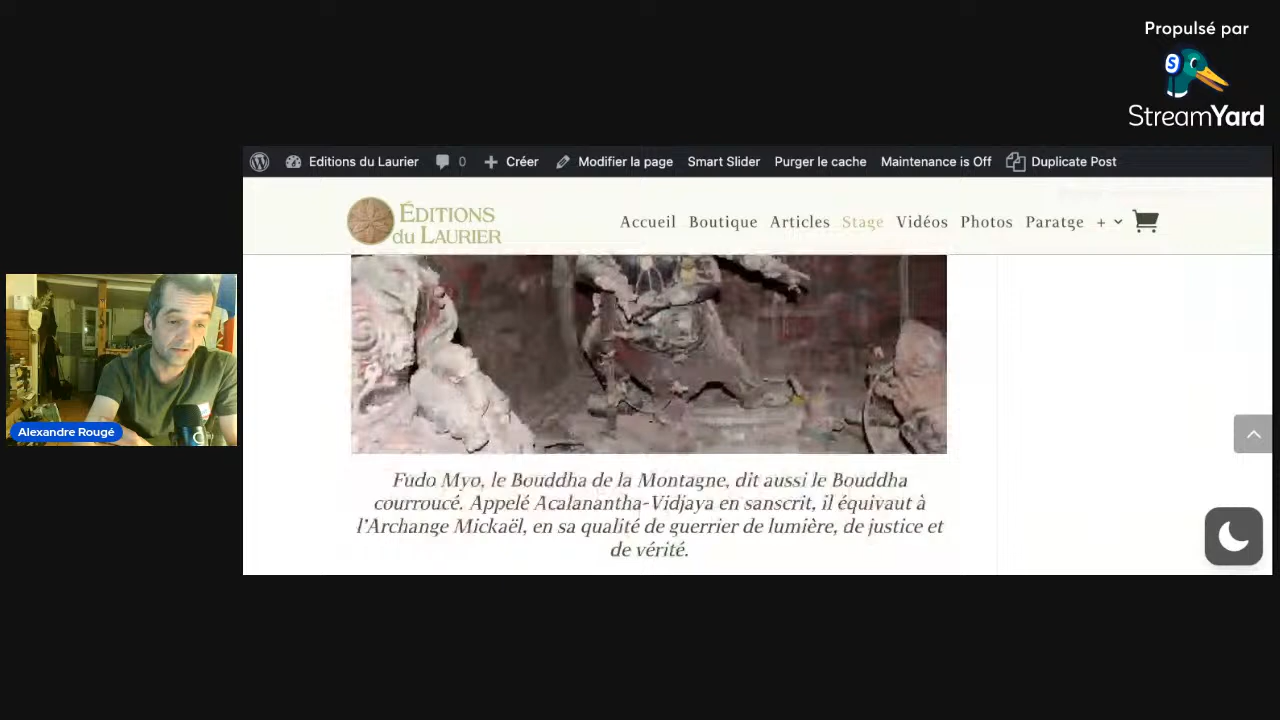 Propulsé par
StreamYard
Editions du Laurier 0 Créer Modifier la page Smart Slider Purger le cache Maintenance is Off Duplicate Post
ÉDITIONS
du LAURIER
Accueil Boutique Articles Stage Vidéos Photos Paratge +
Alexandre Rougé
Fudo Myo, le Bouddha de la Montagne, dit aussi le Bouddha
courroucé. Appelé Acalanantha-Vidjaya en sanscrit, il équivaut à
l'Archange Mickaël, en sa qualité de guerrier de lumière, de justice et
de vérité.